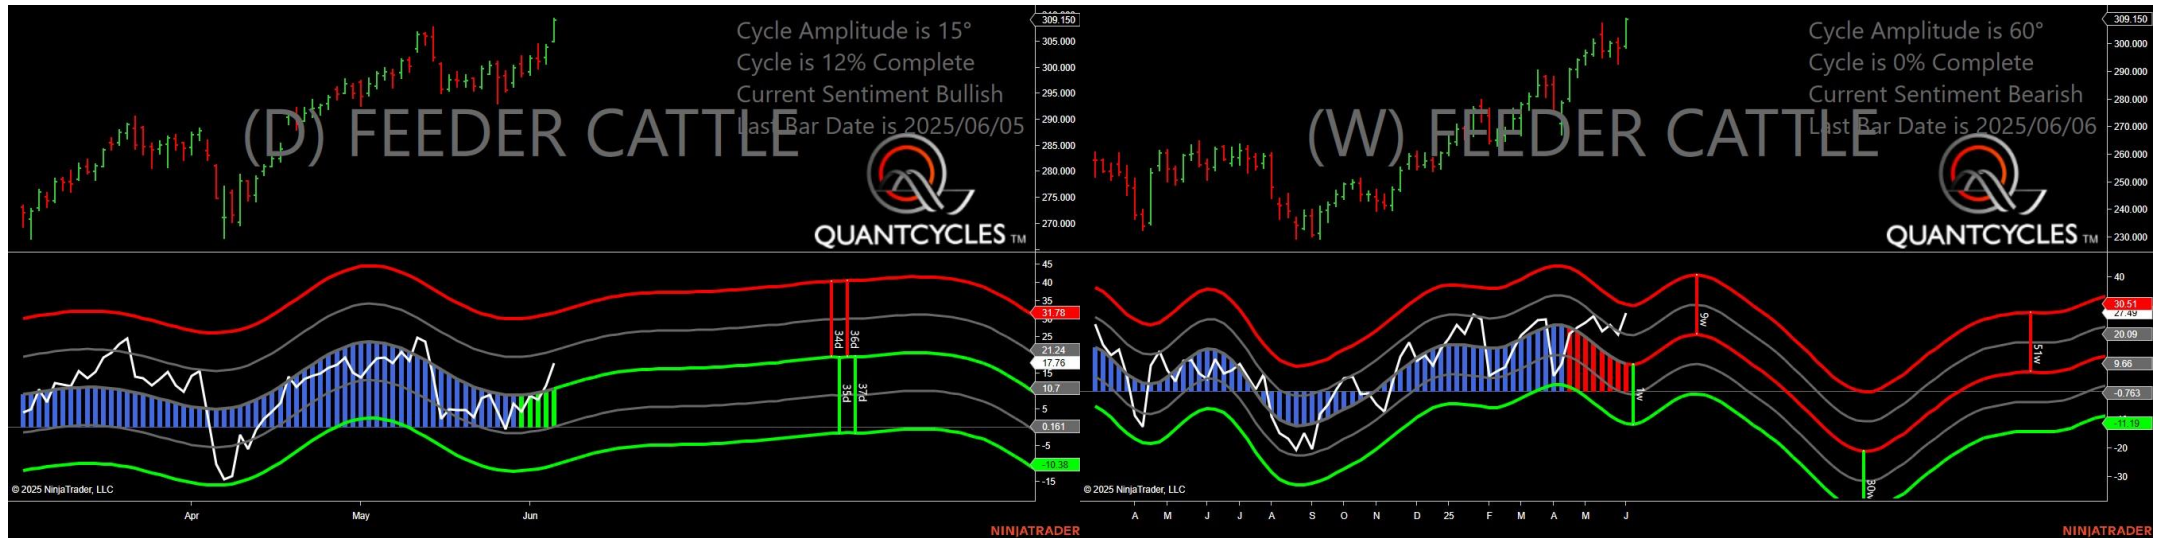 Cycle Amplitude is 15°
Cycle is 12% Complete
Current Sentiment Bullish
Last Bar Date is 2025/06/05
(D) FEEDER CATTLE
QUANTCYCLES TM
309.150
305.000
300.000
295.000
290.000
285.000
280.000
275.000
270.000
45
40
35
31.78
25
21.24
17.76
15
10.7
5
0.161
-5
-10.38
-15
34d
36d
35d
37d
© 2025 NinjaTrader, LLC
Apr
May
Jun
NINJATRADER
Cycle Amplitude is 60°
Cycle is 0% Complete
Current Sentiment Bearish
Last Bar Date is 2025/06/06
(W) FEEDER CATTLE
QUANTCYCLES TM
309.150
300.000
290.000
280.000
270.000
260.000
250.000
240.000
230.000
40
30.51
27.49
20.09
9.66
-0.763
-11.19
-20
-30
9w
1w
51w
30w
© 2025 NinjaTrader, LLC
A
M
J
J
A
S
O
N
D
25
F
M
A
M
J
NINJATRADER